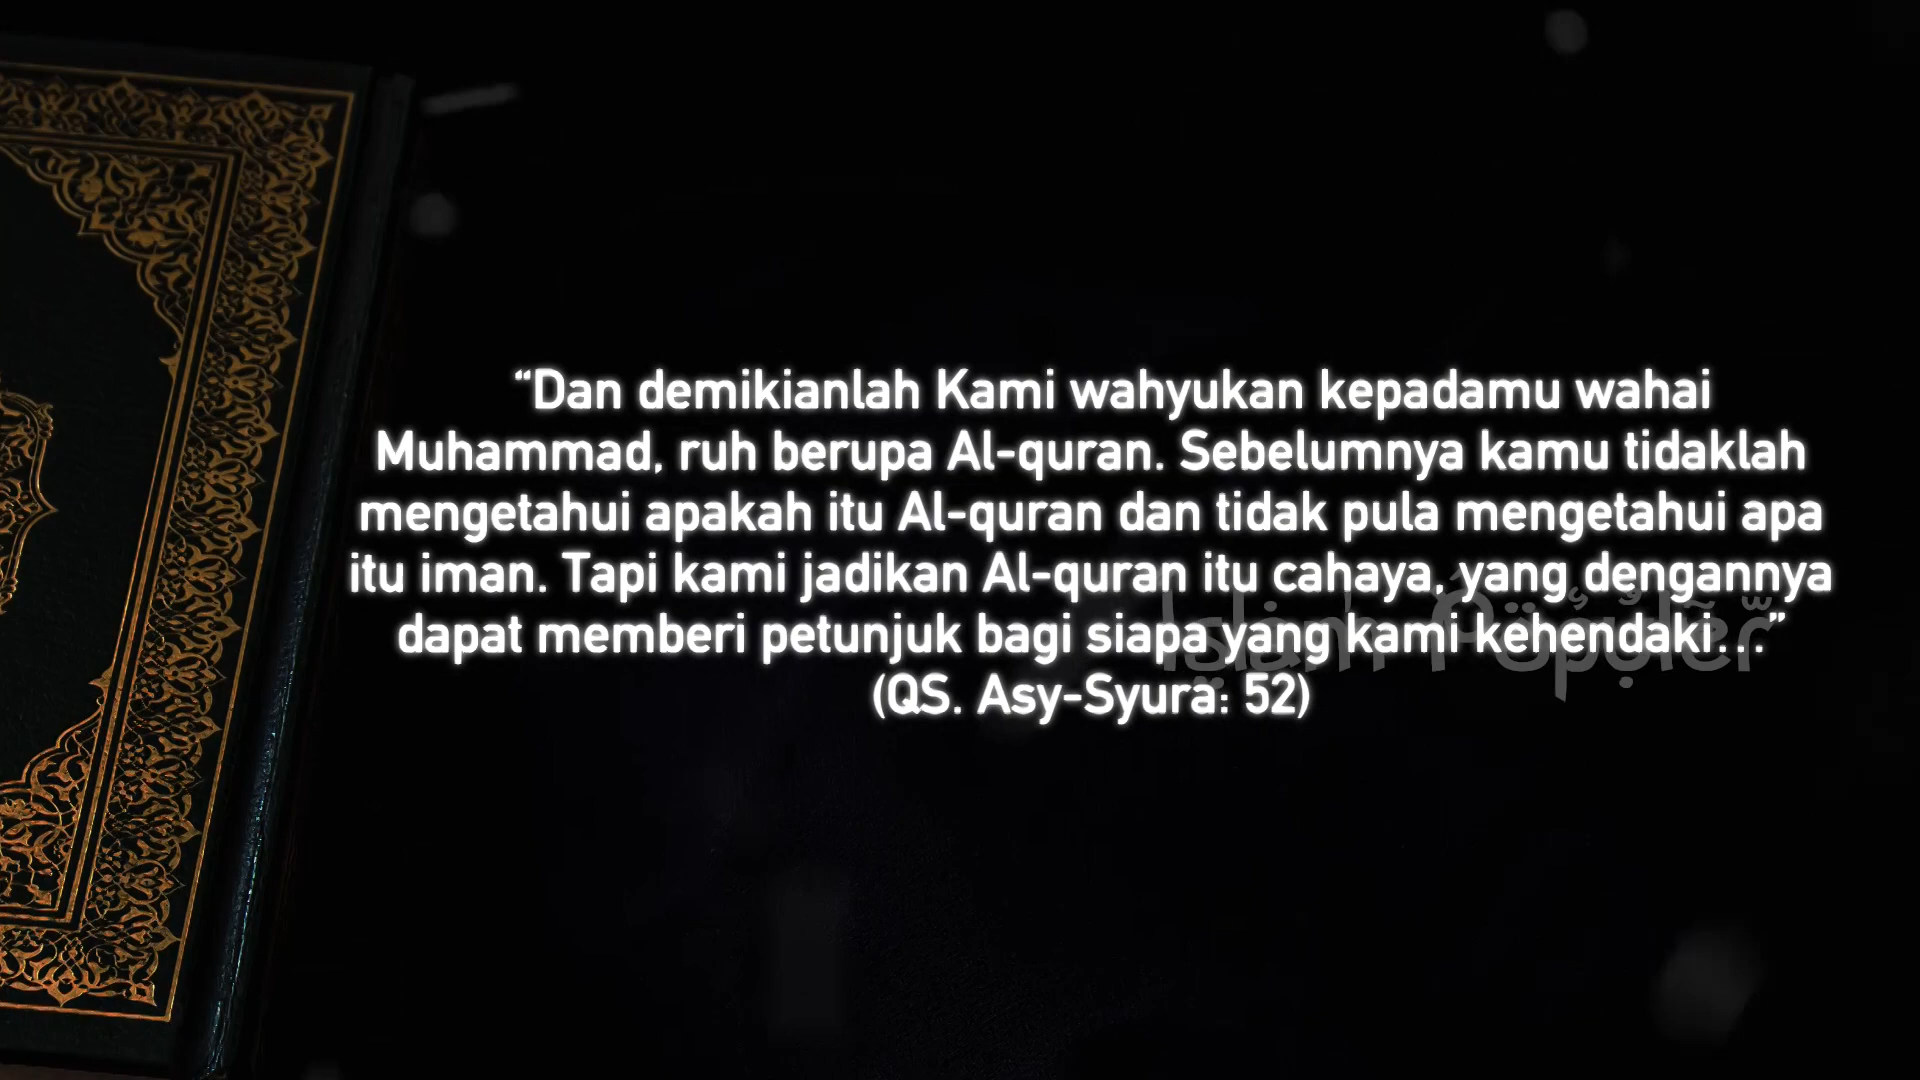 “Dan demikianlah Kami wahyukan kepadamu wahai
Muhammad, ruh berupa Al-quran. Sebelumnya kamu tidaklah
mengetahui apakah itu Al-quran dan tidak pula mengetahui apa
itu iman. Tapi kami jadikan Al-quran itu cahaya, yang dengannya
dapat memberi petunjuk bagi siapa yang kami kehendaki...”
(QS. Asy-Syura: 52)
Islam Populer